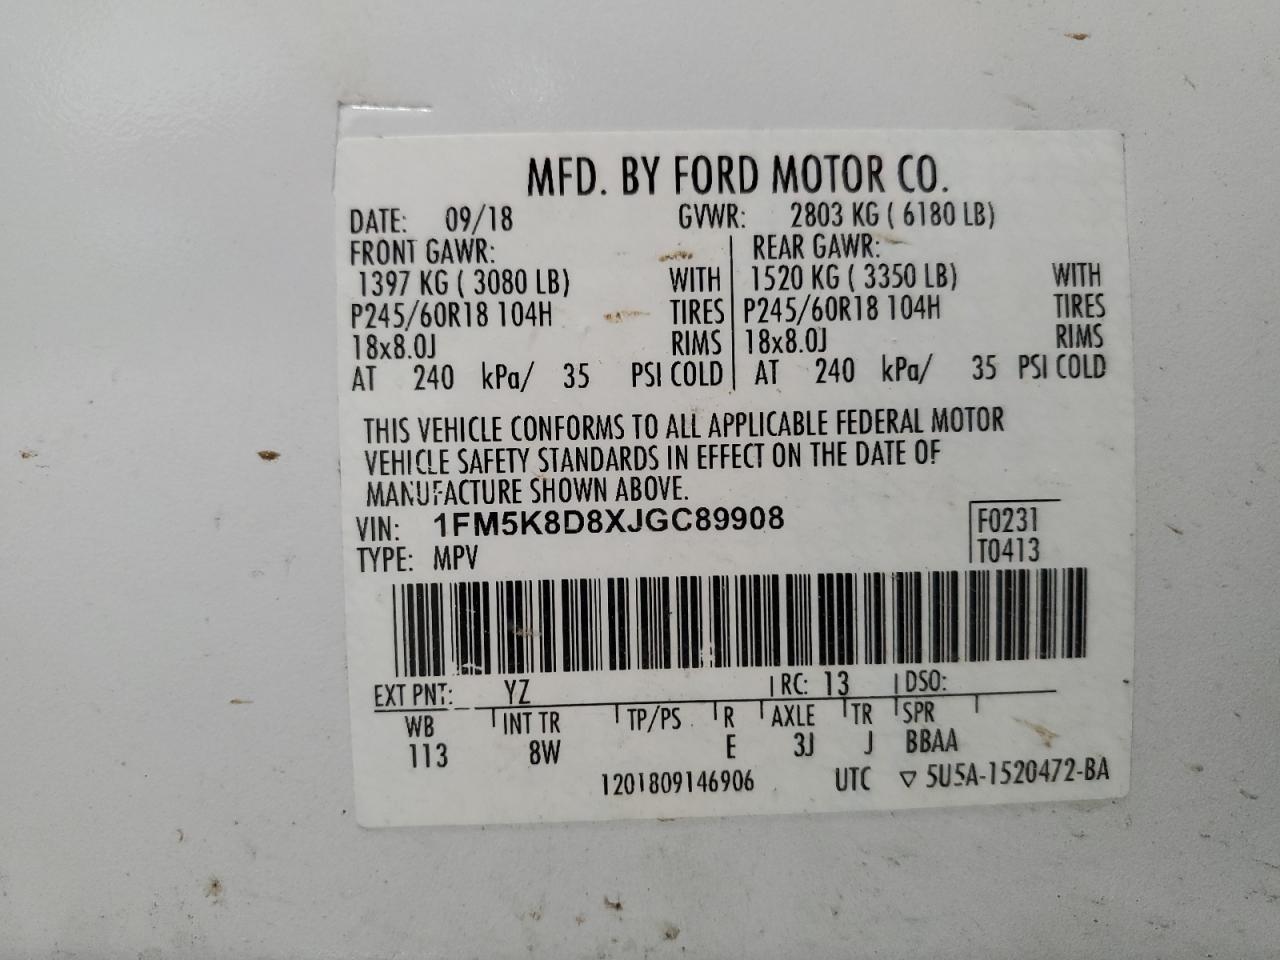 MFD. BY FORD MOTOR CO.
DATE: 09/18 GVWR: 2803 KG ( 6180 LB)
FRONT GAWR: REAR GAWR:
1397 KG ( 3080 LB) WITH 1520 KG ( 3350 LB) WITH
P245/60R18 104H TIRES P245/60R18 104H TIRES
18x8.0J RIMS 18x8.0J RIMS
AT 240 kPa/ 35 PSI COLD AT 240 kPa/ 35 PSI COLD
THIS VEHICLE CONFORMS TO ALL APPLICABLE FEDERAL MOTOR
VEHICLE SAFETY STANDARDS IN EFFECT ON THE DATE OF
MANUFACTURE SHOWN ABOVE.
VIN: 1FM5K8D8XJGC89908
F0231
TYPE: MPV
T0413
EXT PNT: YZ RC: 13 DSO:
WB INT TR TP/PS R AXLE TR SPR
113 8W E 3J J BBAA
1201809146906 UTC ▽ 5U5A-1520472-BA